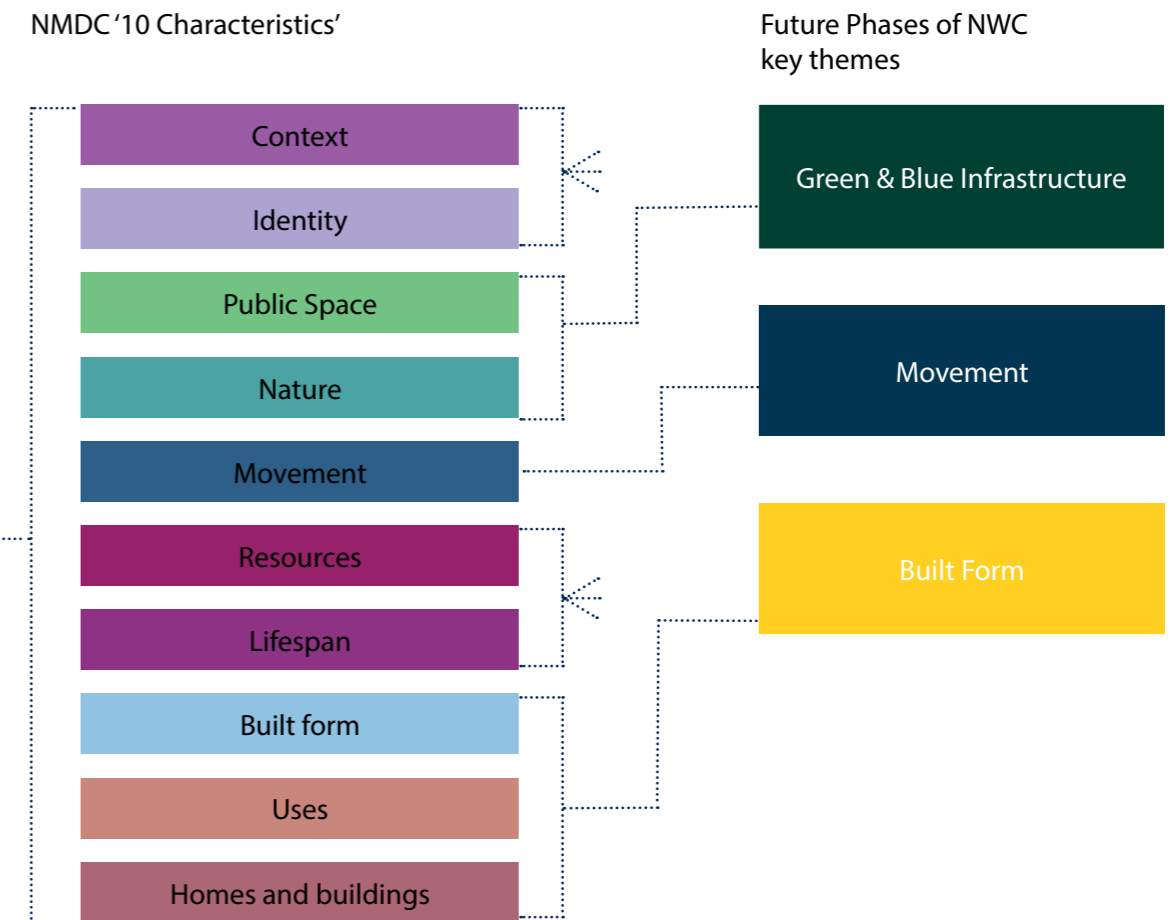 NMDC ‘10 Characteristics’
Context
Identity
Public Space
Nature
Movement
Resources
Lifespan
Built form
Uses
Homes and buildings
Future Phases of NWC
key themes
Green & Blue Infrastructure
Movement
Built Form